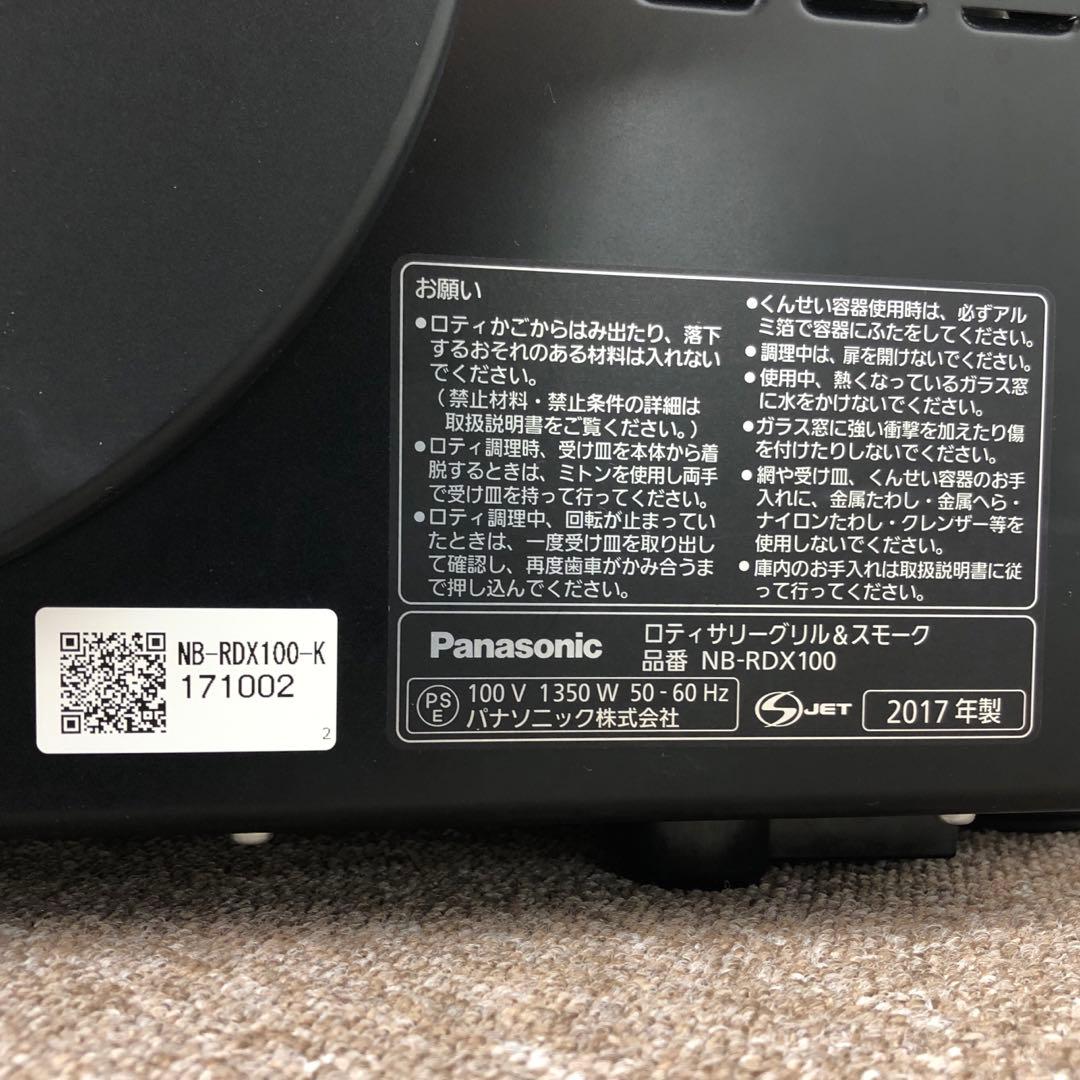 お願い
●ロティかごからはみ出たり、落下
するおそれのある材料は入れない
でください。
(禁止材料・禁止条件の詳細は
取扱説明書をご覧ください。)
●ロティ調理時、受け皿を本体から着
脱するときは、ミトンを使用し両手
で受け皿を持って行ってください。
●ロティ調理中、回転が止まってい
たときは、一度受け皿を取り出し
て確認し、再度歯車がかみ合うま
で押し込んでください。
●くんせい容器使用時は、必ずアル
ミ箔で容器にふたをしてください。
●調理中は、扉を開けないでください。
●使用中、熱くなっているガラス窓
に水をかけないでください。
●ガラス窓に強い衝撃を加えたり傷
を付けたりしないでください。
●網や受け皿、くんせい容器のお手
入れに、金属たわし・金属へら・
ナイロンたわし・クレンザー等を
使用しないでください。
●庫内のお手入れは取扱説明書に従
って行ってください。
Panasonic
ロティサリーグリル&スモーク
品番 NB-RDX100
PS
E
100 V 1350 W 50-60 Hz
パナソニック株式会社
S JET
2017 年製
NB-RDX100-K
171002
2